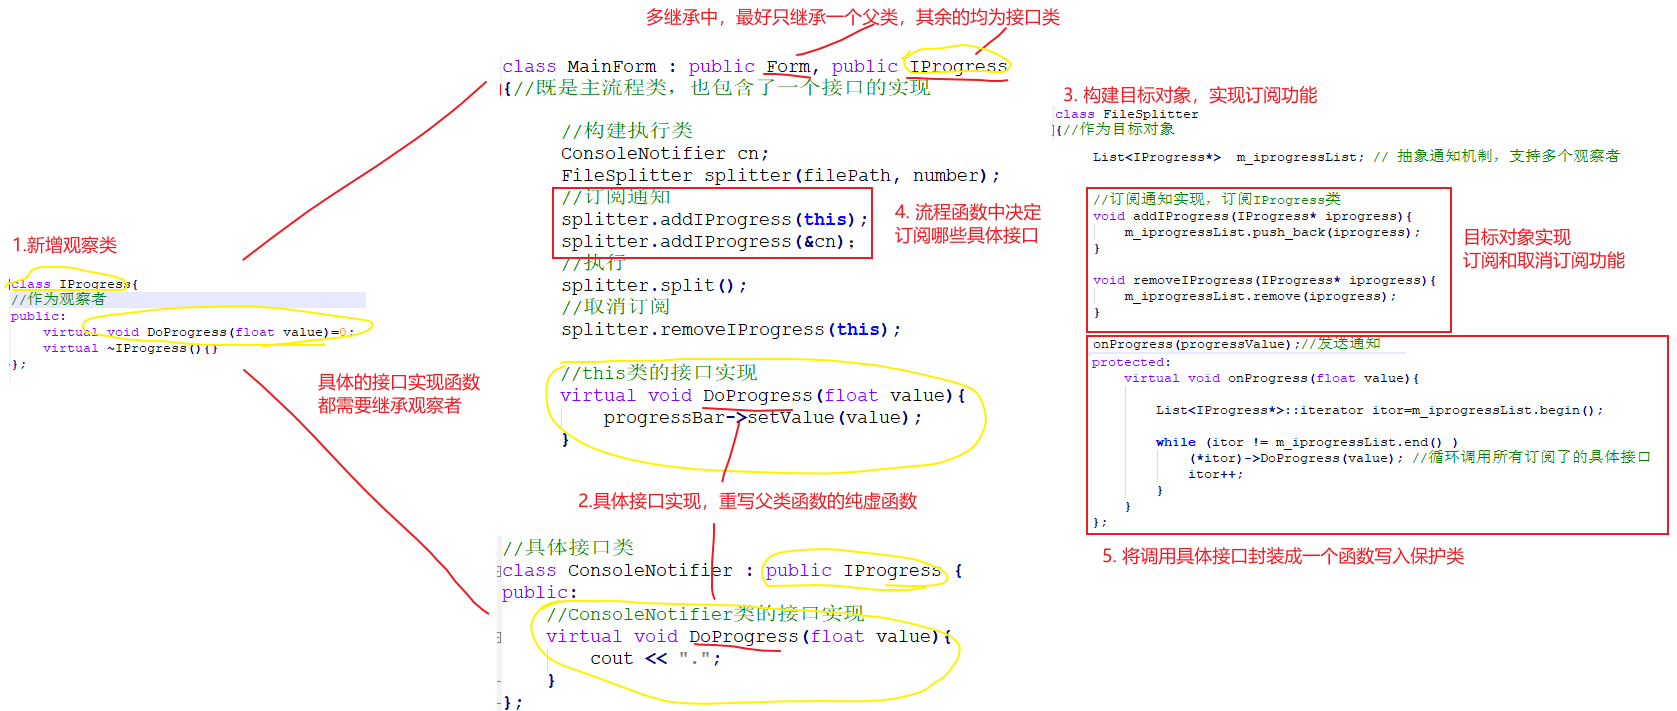 多继承中，最好只继承一个父类，其余的均为接口类
class MainForm : public Form, public IProgress
{//既是主流程类，也包含了一个接口的实现
//构建执行类
ConsoleNotifier cn;
FileSplitter splitter(filePath, number);
//订阅通知
splitter.addIProgress(this);
splitter.addIProgress(&cn);
//执行
splitter.split();
//取消订阅
splitter.removeIProgress(this);
//this类的接口实现
virtual void DoProgress(float value){
progressBar->setValue(value);
}
4. 流程函数中决定
订阅哪些具体接口
1.新增观察类
class IProgress{
//作为观察者
public:
virtual void DoProgress(float value)=0;
virtual ~IProgress(){}
};
具体的接口实现函数
都需要继承观察者
2.具体接口实现，重写父类函数的纯虚函数
//具体接口类
class ConsoleNotifier : public IProgress {
public:
//ConsoleNotifier类的接口实现
virtual void DoProgress(float value){
cout << ".";
}
};
3. 构建目标对象，实现订阅功能
class FileSplitter
{//作为目标对象
List<IProgress*>  m_iprogressList; // 抽象通知机制，支持多个观察者
//订阅通知实现，订阅IProgress类
void addIProgress(IProgress* iprogress){
m_iprogressList.push_back(iprogress);
}
void removeIProgress(IProgress* iprogress){
m_iprogressList.remove(iprogress);
}
目标对象实现
订阅和取消订阅功能
onProgress(progressValue);//发送通知
protected:
virtual void onProgress(float value){
List<IProgress*>::iterator itor=m_iprogressList.begin();
while (itor != m_iprogressList.end() )
(*itor)->DoProgress(value); //循环调用所有订阅了的具体接口
itor++;
}
}
};
5. 将调用具体接口封装成一个函数写入保护类